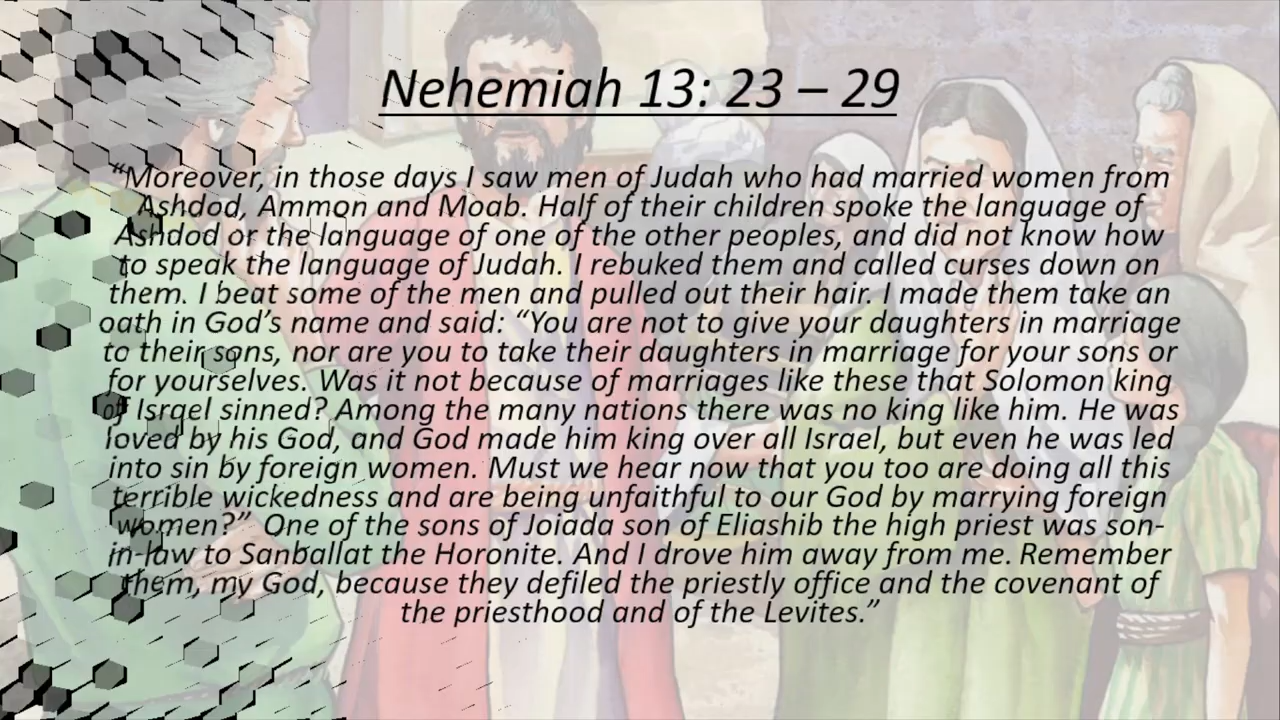 Nehemiah 13: 23 – 29
“Moreover, in those days I saw men of Judah who had married women from
Ashdod, Ammon and Moab. Half of their children spoke the language of
Ashdod or the language of one of the other peoples, and did not know how
to speak the language of Judah. I rebuked them and called curses down on
them. I beat some of the men and pulled out their hair. I made them take an
oath in God’s name and said: “You are not to give your daughters in marriage
to their sons, nor are you to take their daughters in marriage for your sons or
for yourselves. Was it not because of marriages like these that Solomon king
of Israel sinned? Among the many nations there was no king like him. He was
loved by his God, and God made him king over all Israel, but even he was led
into sin by foreign women. Must we hear now that you too are doing all this
terrible wickedness and are being unfaithful to our God by marrying foreign
women?” One of the sons of Joiada son of Eliashib the high priest was son-
in-law to Sanballat the Horonite. And I drove him away from me. Remember
them, my God, because they defiled the priestly office and the covenant of
the priesthood and of the Levites.”